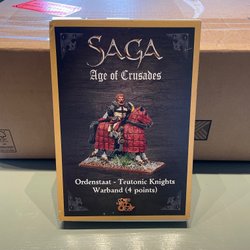 SAGA
Age of Crusades
Ordenstaat - Teutonic Knights
Warband (4 points)